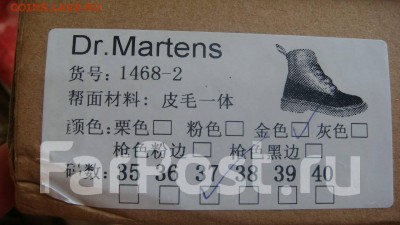 Dr.Martens
货号: 1468-2
帮面材料: 皮毛一体
颜色: 栗色 粉色 金色 灰色
枪色粉边 枪色黑边
码数: 35 36 37 38 39 40
FarPost.ru